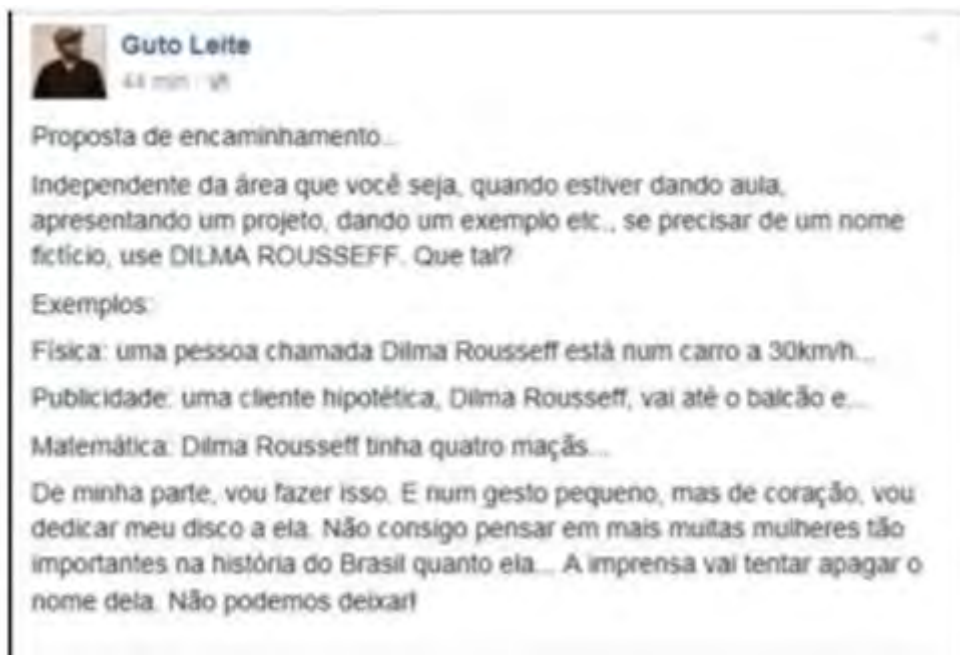 Guto Leite
44 min
Proposta de encaminhamento...
Independente da área que você seja, quando estiver dando aula,
apresentando um projeto, dando um exemplo etc., se precisar de um nome
fictício, use DILMA ROUSSEFF. Que tal?
Exemplos:
Física: uma pessoa chamada Dilma Rousseff está num carro a 30km/h...
Publicidade: uma cliente hipotética, Dilma Rousseff, vai até o balcão e...
Matemática: Dilma Rousseff tinha quatro maçãs...
De minha parte, vou fazer isso. E num gesto pequeno, mas de coração, vou
dedicar meu disco a ela. Não consigo pensar em mais muitas mulheres tão
importantes na história do Brasil quanto ela... A imprensa vai tentar apagar o
nome dela. Não podemos deixar!